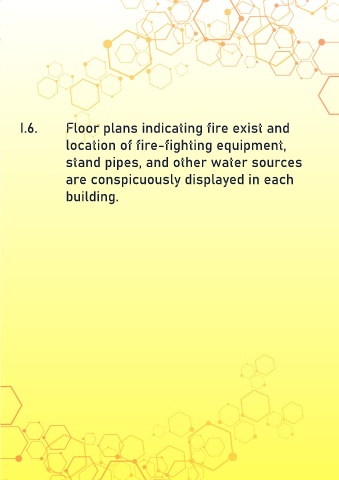 I.6. Floor plans indicating fire exist and
location of fire-fighting equipment,
stand pipes, and other water sources
are conspicuously displayed in each
building.